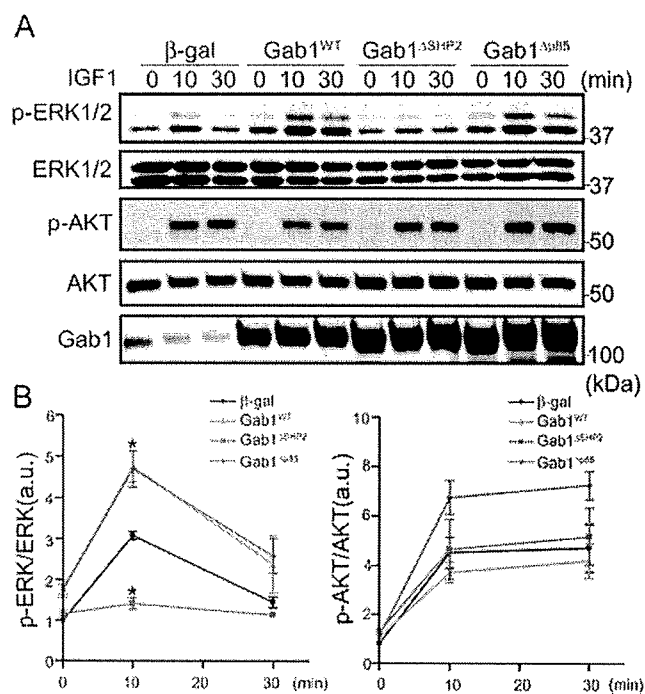 A
β-gal Gab1WT Gab1ΔSHP2 Gab1Δp85
IGF1 0 10 30 0 10 30 0 10 30 0 10 30 (min)
p-ERK1/2
37
ERK1/2
37
p-AKT
50
AKT
50
Gab1
100
(kDa)
B
β-gal
Gab1WT
Gab1ΔSHP2
Gab1Δp85
p-ERK/ERK(a.u.)
6
5
4
3
2
1
0
*
*
0 10 20 30 (min)
β-gal
Gab1WT
Gab1ΔSHP2
Gab1Δp85
p-AKT/AKT(a.u.)
10
8
6
4
2
0
0 10 20 30 (min)